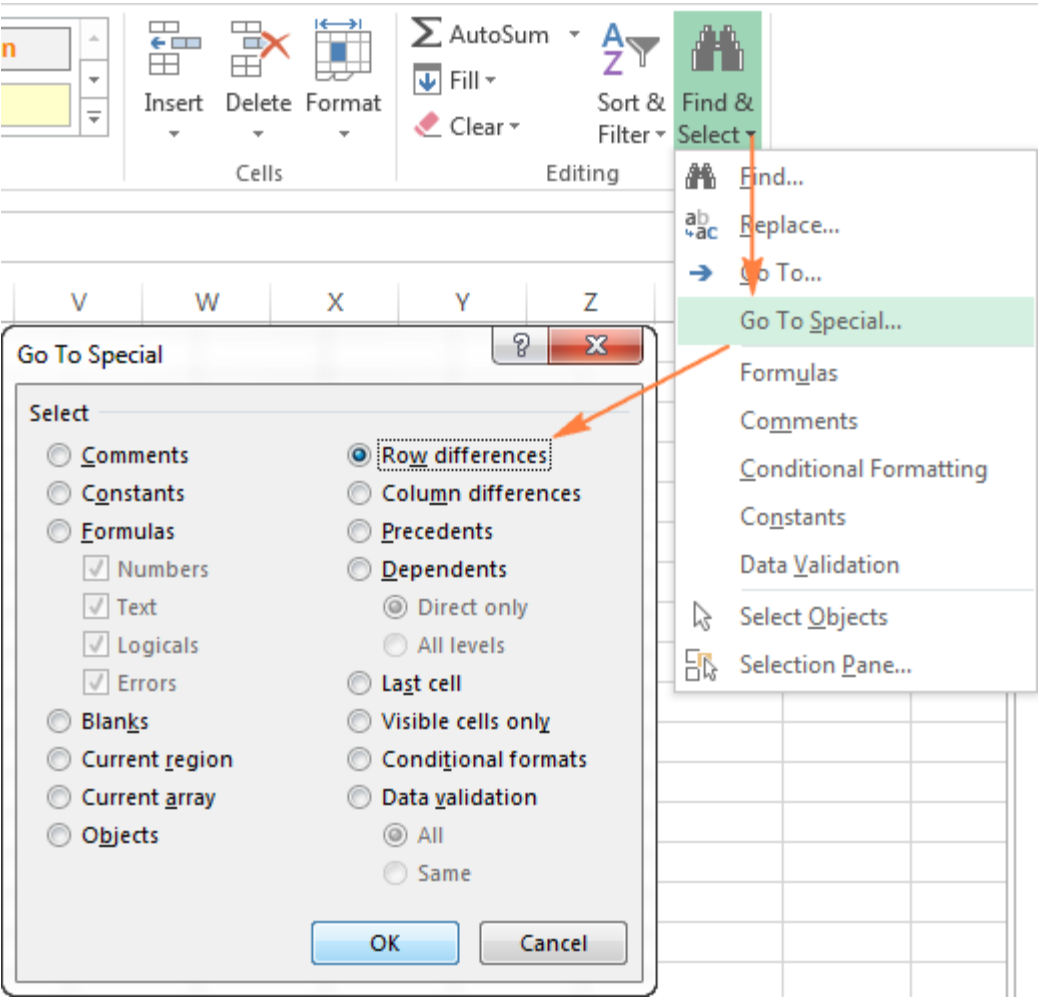 n
AutoSum
Fill
Clear
Insert Delete Format
Sort &
Filter
Find &
Select
Cells
Editing
Find...
Replace...
Go To...
Go To Special...
Formulas
Comments
Conditional Formatting
Constants
Data Validation
Select Objects
Selection Pane...
V W X Y Z
Go To Special
Select
Comments
Constants
Formulas
Numbers
Text
Logicals
Errors
Blanks
Current region
Current array
Objects
Row differences
Column differences
Precedents
Dependents
Direct only
All levels
Last cell
Visible cells only
Conditional formats
Data validation
All
Same
OK
Cancel